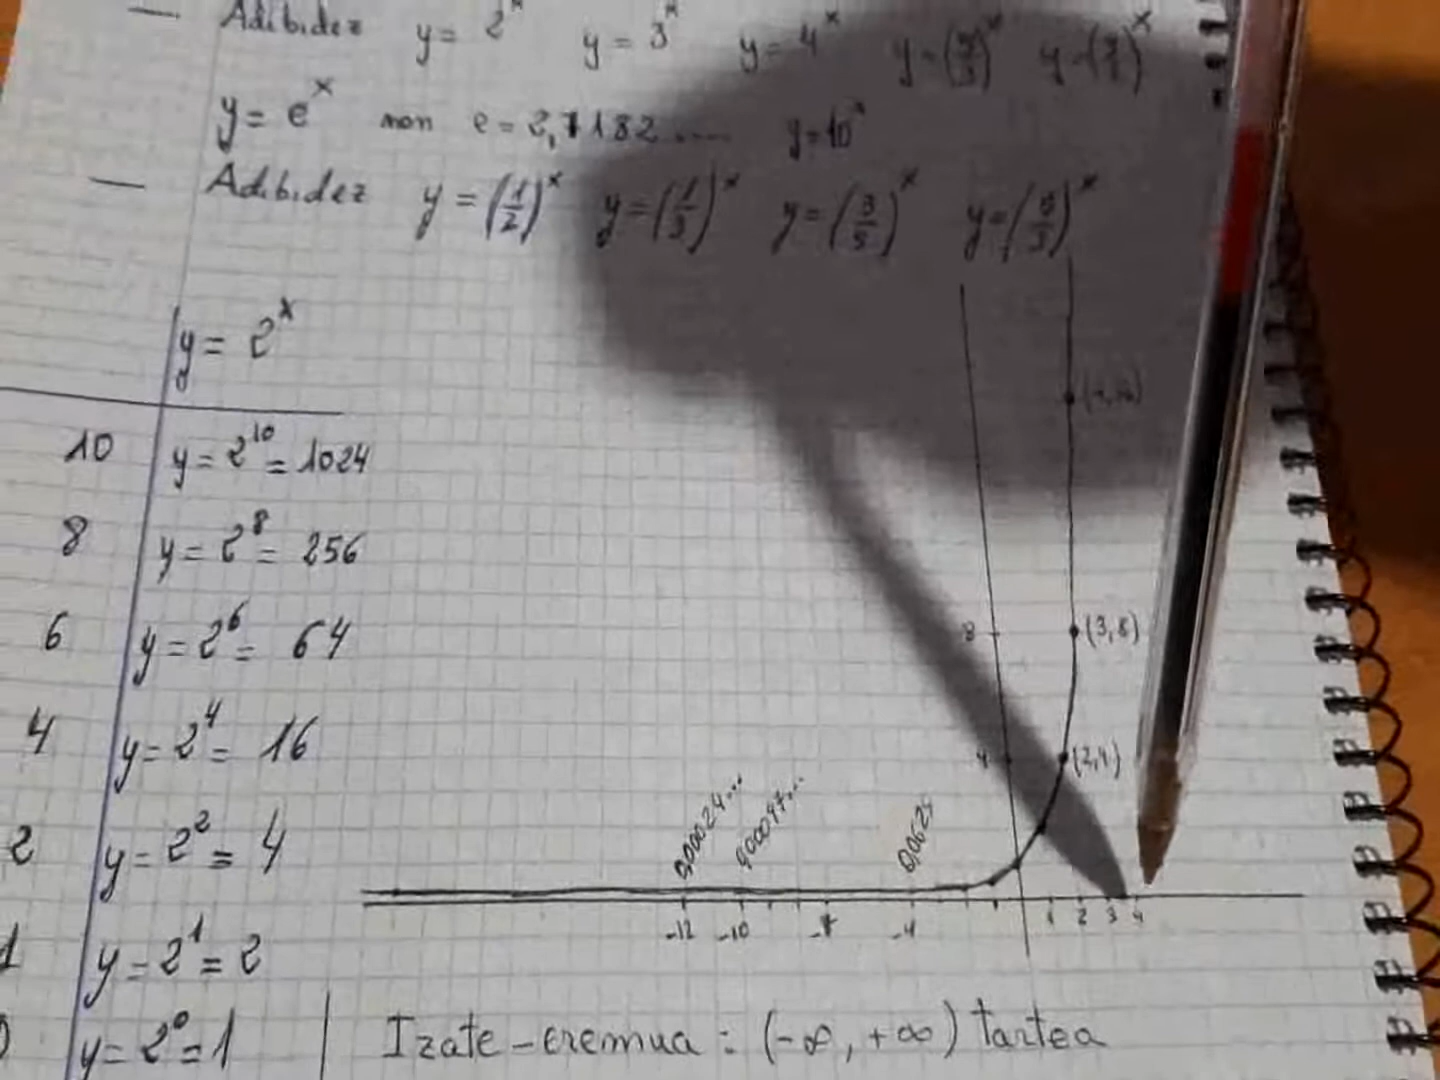 — Adibidez y = 2^x y = 3^x y = 4^x
y = e^x non e = 2,7182..... y = 10^x
— Adibidez y = (1/2)^x y = (1/3)^x y = (3/5)^x
y = 2^x
10 y = 2^10 = 1024
8 y = 2^8 = 256
6 y = 2^6 = 64
4 y = 2^4 = 16
2 y = 2^2 = 4
1 y = 2^1 = 2
0 y = 2^0 = 1
(4,16)
8 (3,8)
4 (2,4)
0,00024... 0,00097... 0,0625
-12 -10 -4 1 2 3 4
Izate-eremua : (-∞, +∞) tartea